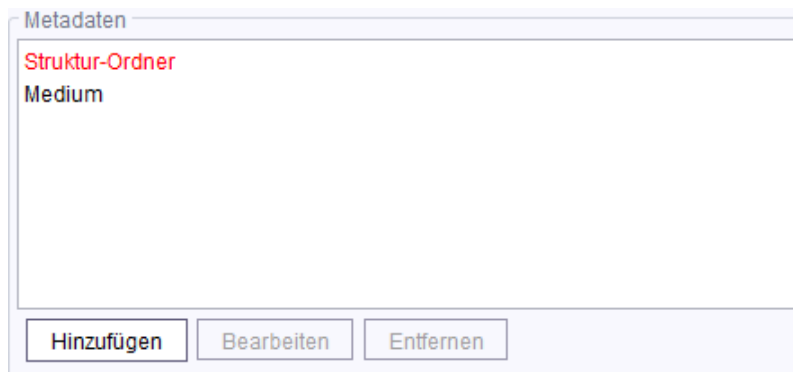 Metadaten
Struktur-Ordner
Medium
Hinzufügen Bearbeiten Entfernen